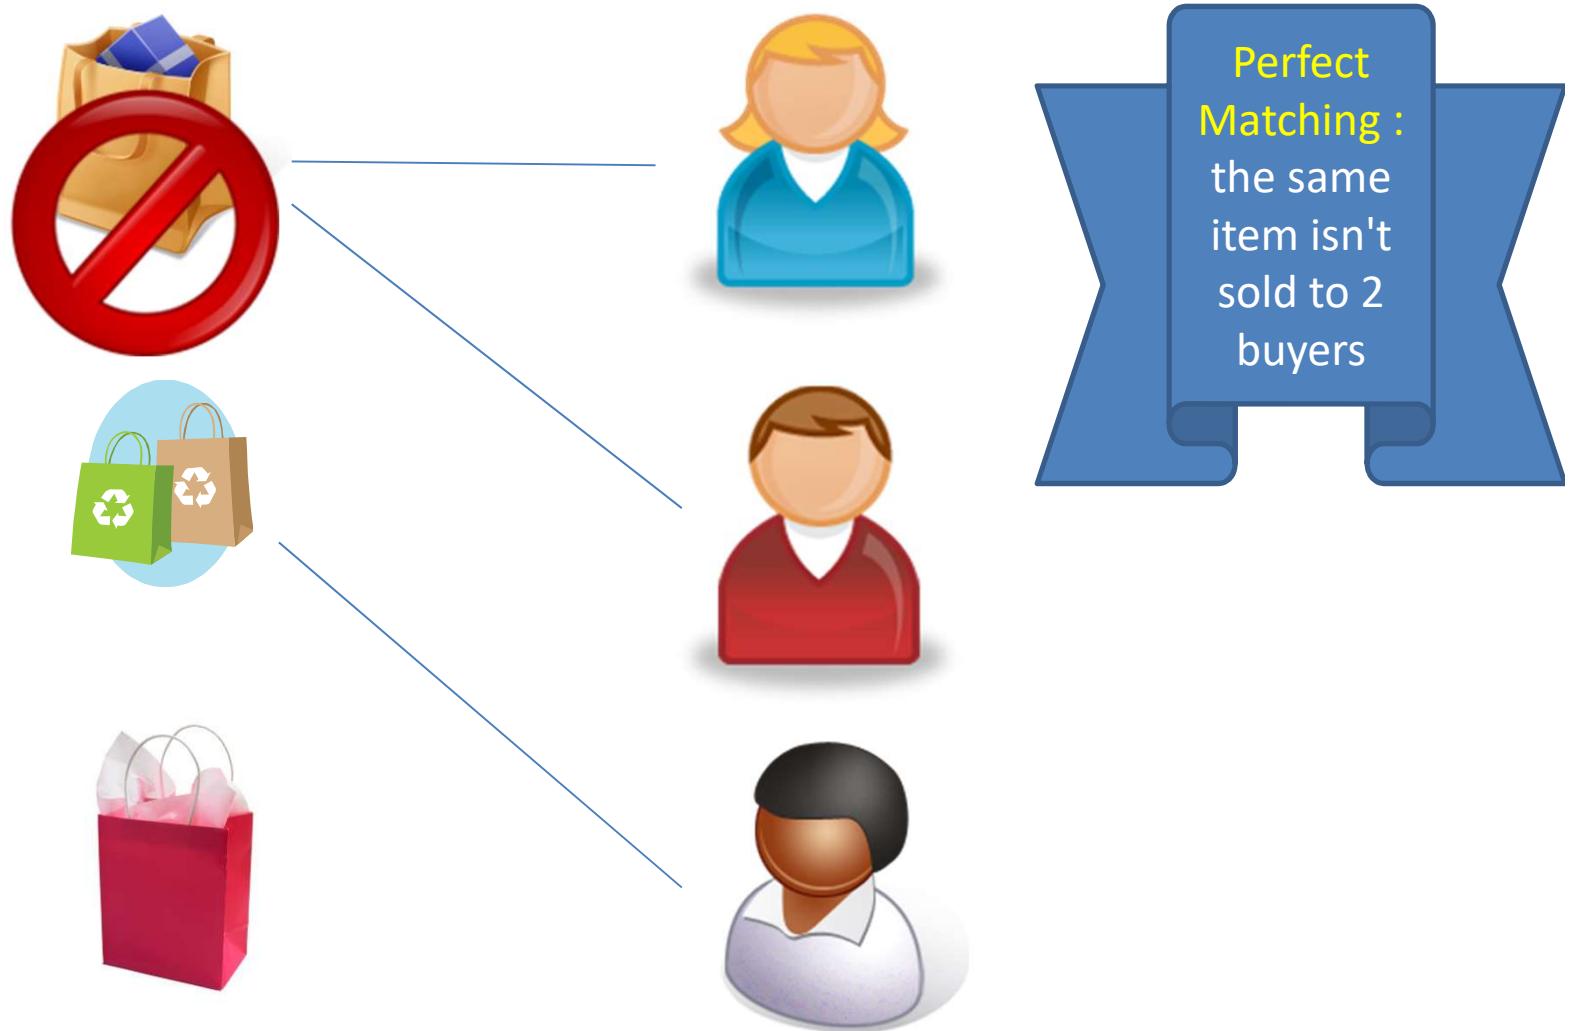 Perfect
Matching :
the same
item isn't
sold to 2
buyers